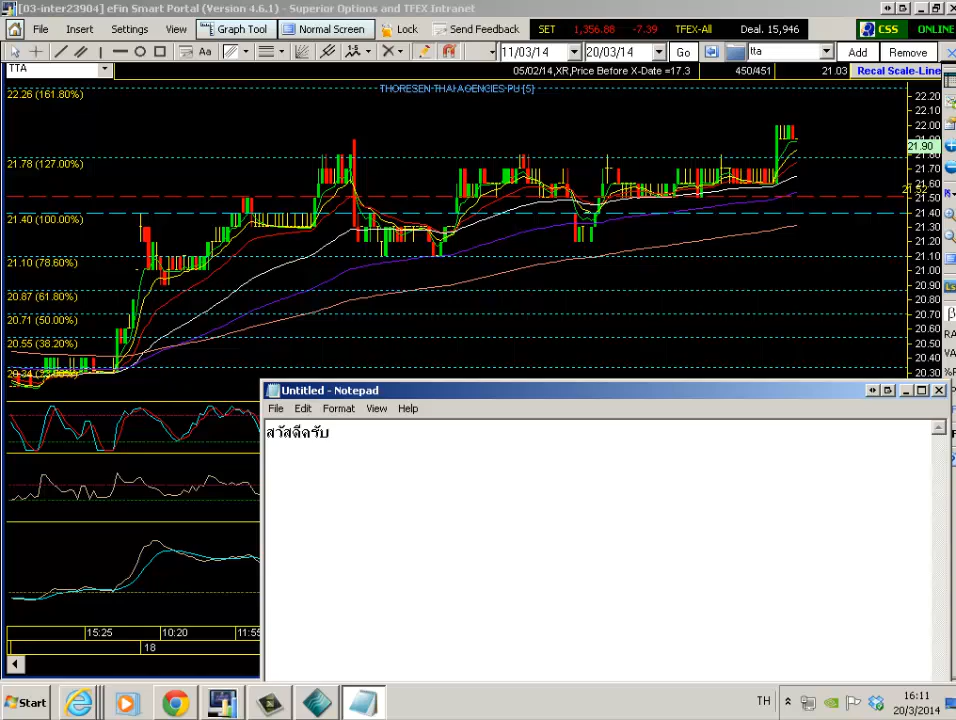 [03-inter23904] eFin Smart Portal (Version 4.6.1) - Superior Options and TFEX Intranet
File Insert Settings View Graph Tool Normal Screen Lock Send Feedback SET 1,356.88 -7.39 TFEX-All Deal. 15,946 CSS ONLINE
Aa 11/03/14 20/03/14 Go tta Add Remove
TTA 05/02/14,XR,Price Before X-Date =17.3 450/451 21.03 Recal Scale-Line
THORESEN THAI AGENCIES PU [5]
22.26 (161.80%)
21.78 (127.00%)
21.40 (100.00%)
21.10 (78.60%)
20.87 (61.80%)
20.71 (50.00%)
20.55 (38.20%)
22.20
22.10
22.00
21.90
21.80
21.70
21.60
21.50
21.40
21.30
21.20
21.10
21.00
20.90
20.80
20.70
20.60
20.50
20.40
20.30
Untitled - Notepad
File Edit Format View Help
สวัสดีครับ
15:25 10:20 11:55
18
Start TH 16:11
20/3/2014